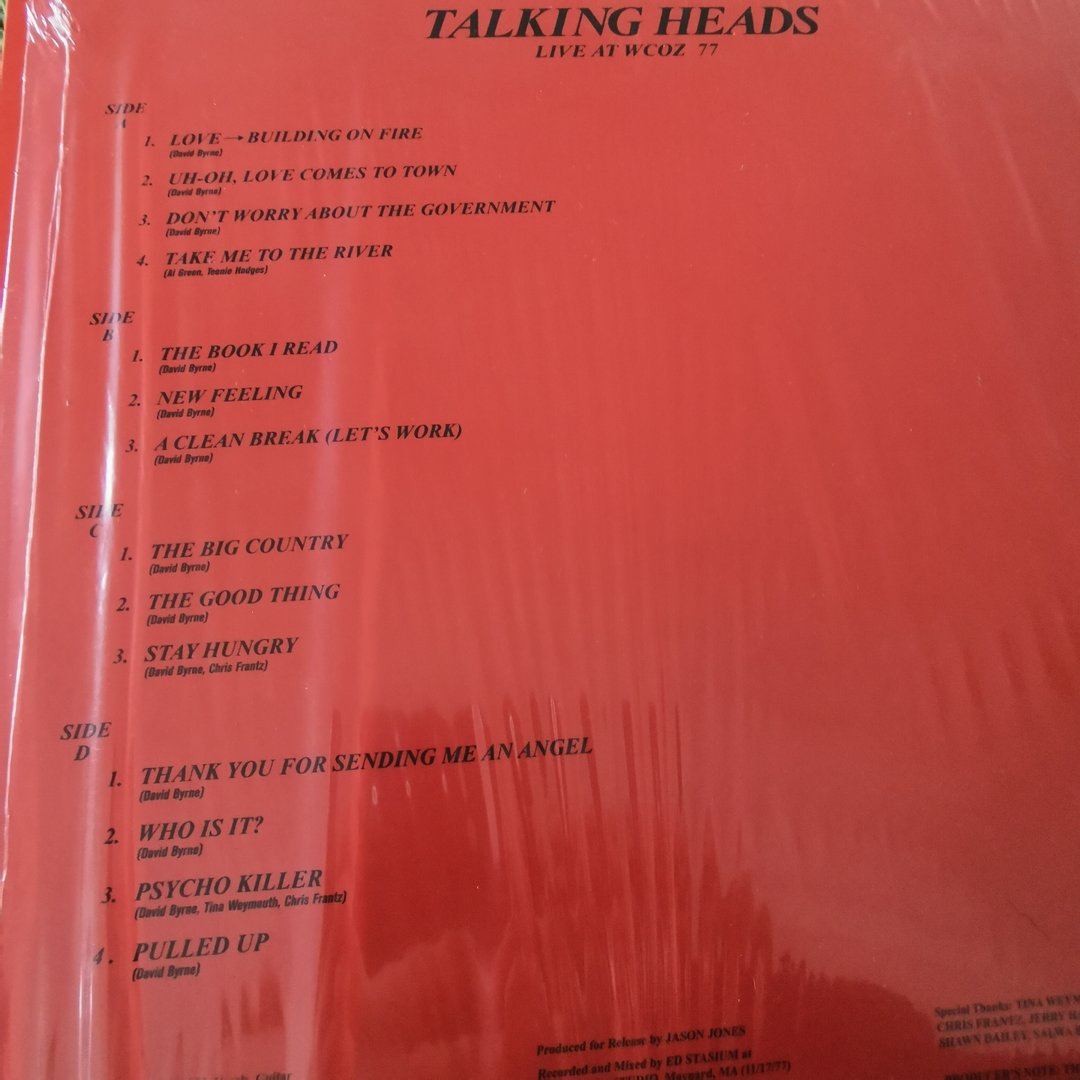 TALKING HEADS
LIVE AT WCOZ 77
SIDE
A
1. LOVE → BUILDING ON FIRE
(David Byrne)
2. UH-OH, LOVE COMES TO TOWN
(David Byrne)
3. DON'T WORRY ABOUT THE GOVERNMENT
(David Byrne)
4. TAKE ME TO THE RIVER
(Al Green, Teenie Hodges)
SIDE
B
1. THE BOOK I READ
(David Byrne)
2. NEW FEELING
(David Byrne)
3. A CLEAN BREAK (LET'S WORK)
(David Byrne)
SIDE
C
1. THE BIG COUNTRY
(David Byrne)
2. THE GOOD THING
(David Byrne)
3. STAY HUNGRY
(David Byrne, Chris Frantz)
SIDE
D
1. THANK YOU FOR SENDING ME AN ANGEL
(David Byrne)
2. WHO IS IT?
(David Byrne)
3. PSYCHO KILLER
(David Byrne, Tina Weymouth, Chris Frantz)
4. PULLED UP
(David Byrne)
Guitar
Produced for Release by JASON JONES
Recorded and Mixed by ED STASIUM at
STUDIO, Maynard, MA (11/17/77)
Special Thanks: TINA
CHRIS FRANTZ, JERRY
SHAWN DAILEY,
PRODUCER'S NOTE: